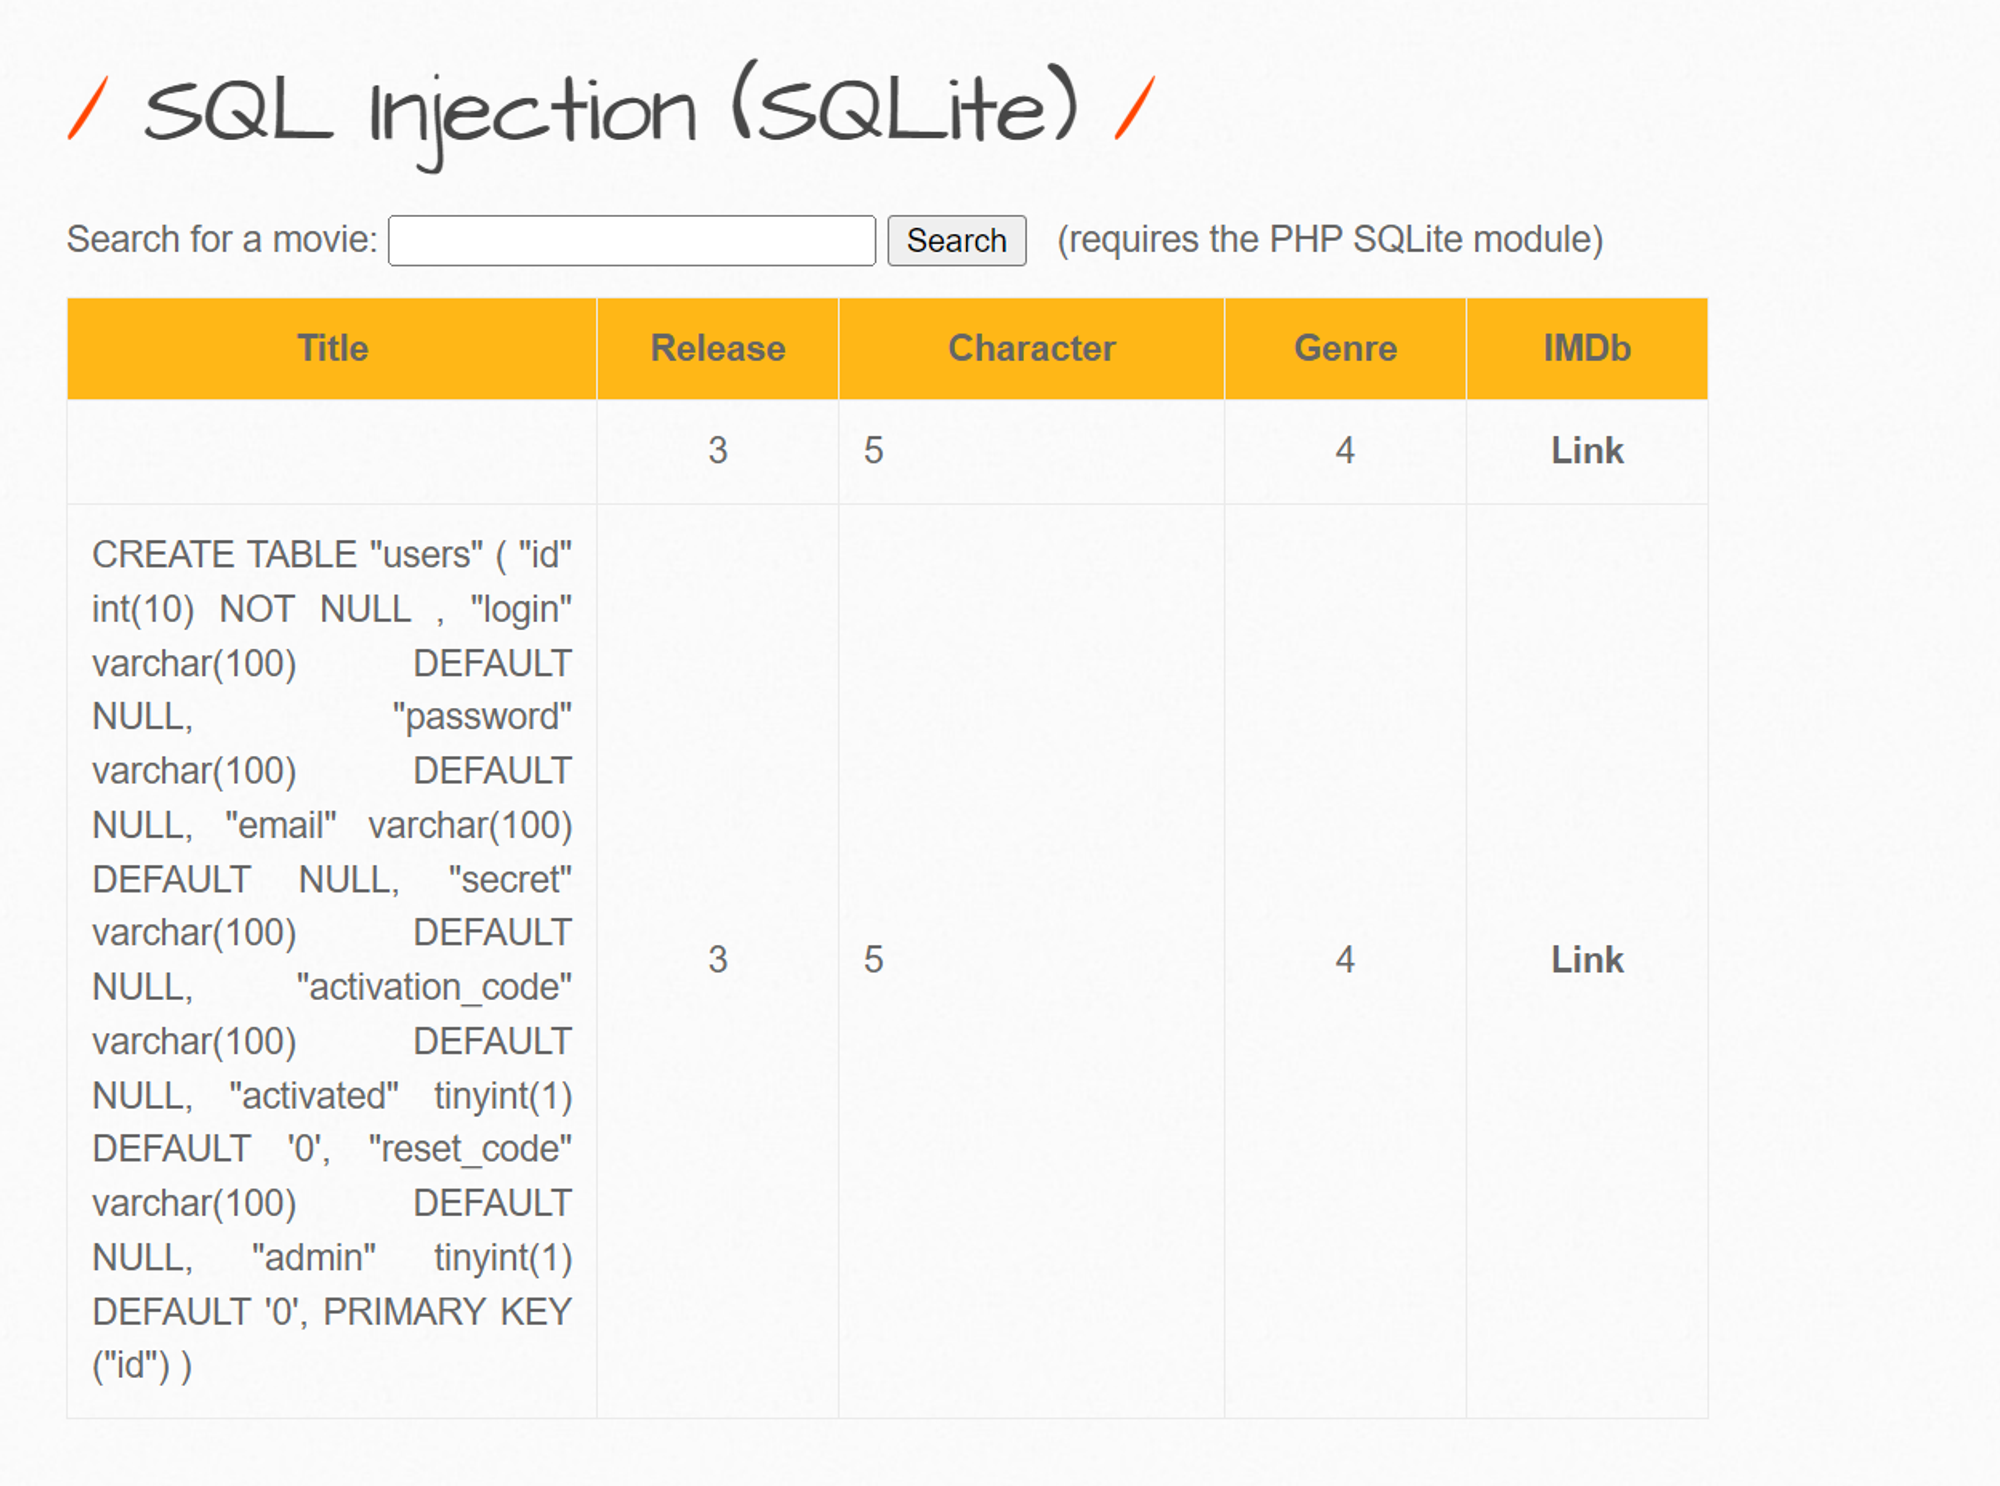 / SQL Injection (SQLite) /
Search for a movie: Search (requires the PHP SQLite module)
Title Release Character Genre IMDb
3 5 4 Link
CREATE TABLE "users" ( "id"
int(10) NOT NULL , "login"
varchar(100) DEFAULT
NULL, "password"
varchar(100) DEFAULT
NULL, "email" varchar(100)
DEFAULT NULL, "secret"
varchar(100) DEFAULT
NULL, "activation_code"
varchar(100) DEFAULT
NULL, "activated" tinyint(1)
DEFAULT '0', "reset_code"
varchar(100) DEFAULT
NULL, "admin" tinyint(1)
DEFAULT '0', PRIMARY KEY
("id") )
3 5 4 Link